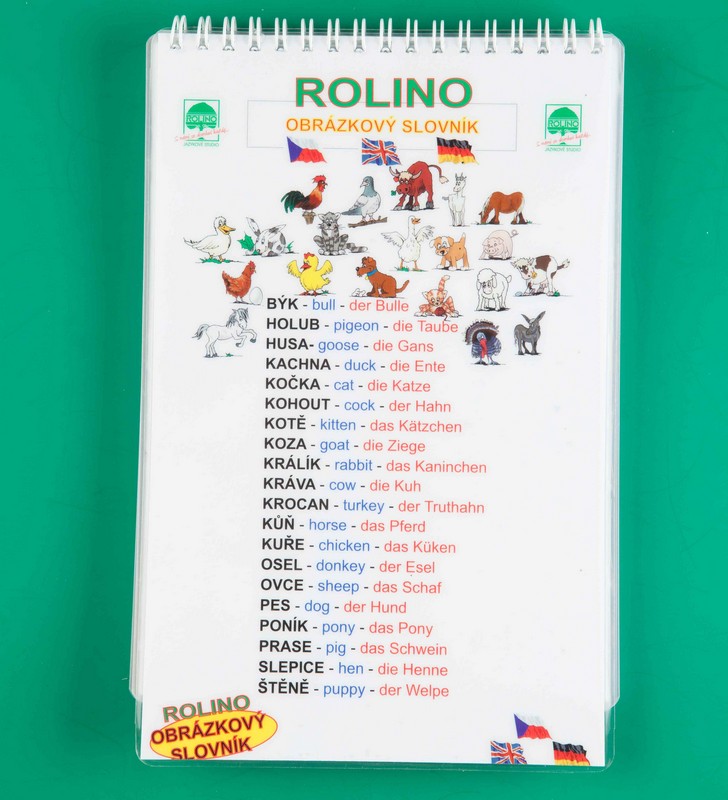 ROLINO
OBRÁZKOVÝ SLOVNÍK
ROLINO
ROLINO
BÝK - bull - der Bulle
HOLUB - pigeon - die Taube
HUSA- goose - die Gans
KACHNA - duck - die Ente
KOČKA - cat - die Katze
KOHOUT - cock - der Hahn
KOTĚ - kitten - das Kätzchen
KOZA - goat - die Ziege
KRÁLÍK - rabbit - das Kaninchen
KRÁVA - cow - die Kuh
KROCAN - turkey - der Truthahn
KŮŇ - horse - das Pferd
KUŘE - chicken - das Küken
OSEL - donkey - der Esel
OVCE - sheep - das Schaf
PES - dog - der Hund
PONÍK - pony - das Pony
PRASE - pig - das Schwein
SLEPICE - hen - die Henne
ŠTĚNĚ - puppy - der Welpe
ROLINO
OBRÁZKOVÝ
SLOVNÍK